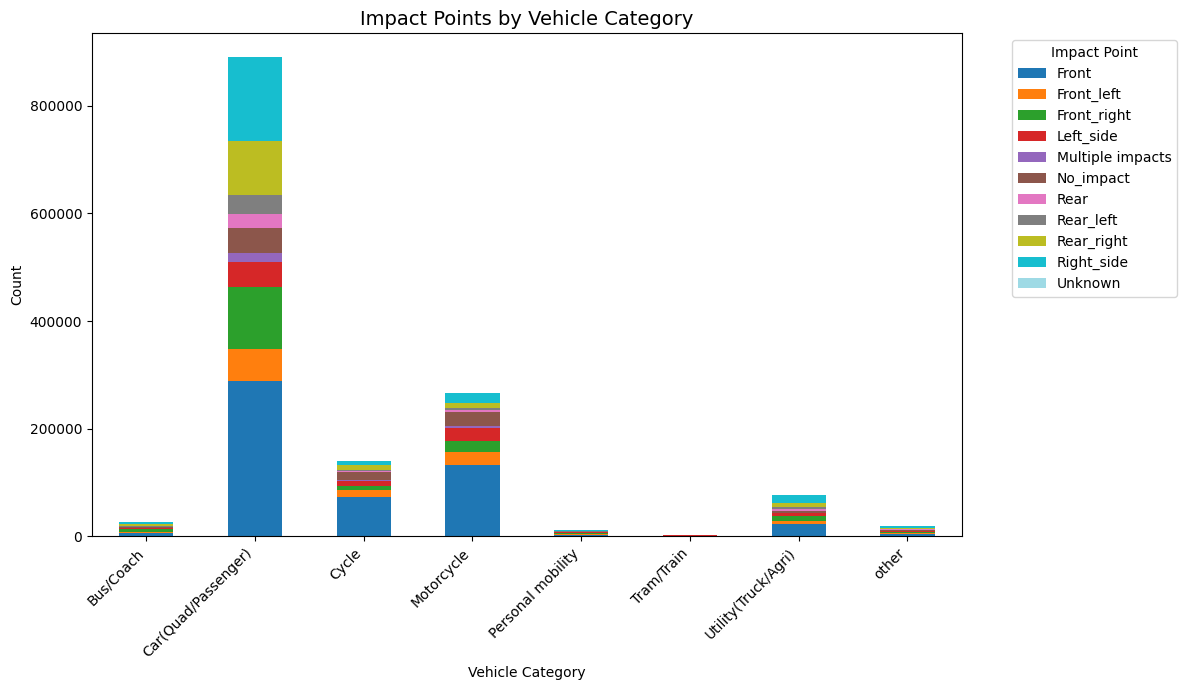 Impact Points by Vehicle Category
Count
800000
600000
400000
200000
0
Bus/Coach
Car(Quad/Passenger)
Cycle
Motorcycle
Personal mobility
Tram/Train
Utility(Truck/Agri)
other
Vehicle Category
Impact Point
Front
Front_left
Front_right
Left_side
Multiple impacts
No_impact
Rear
Rear_left
Rear_right
Right_side
Unknown